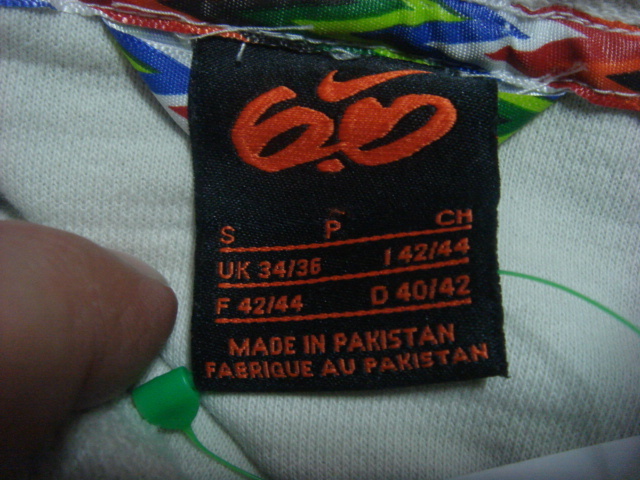 6.0
S P CH
UK 34/36 I 42/44
F 42/44 D 40/42
MADE IN PAKISTAN
FABRIQUE AU PAKISTAN